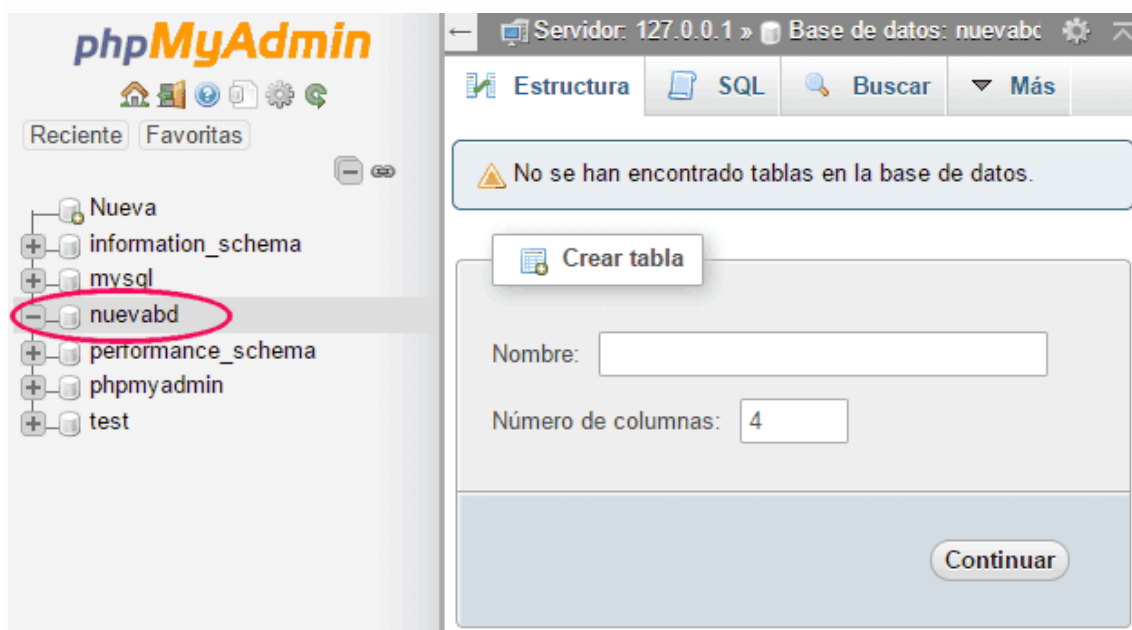 phpMyAdmin
Reciente Favoritas
Nueva
information_schema
mysql
nuevabd
performance_schema
phpmyadmin
test
Servidor: 127.0.0.1 » Base de datos: nuevabd
Estructura SQL Buscar Más
No se han encontrado tablas en la base de datos.
Crear tabla
Nombre:
Número de columnas: 4
Continuar